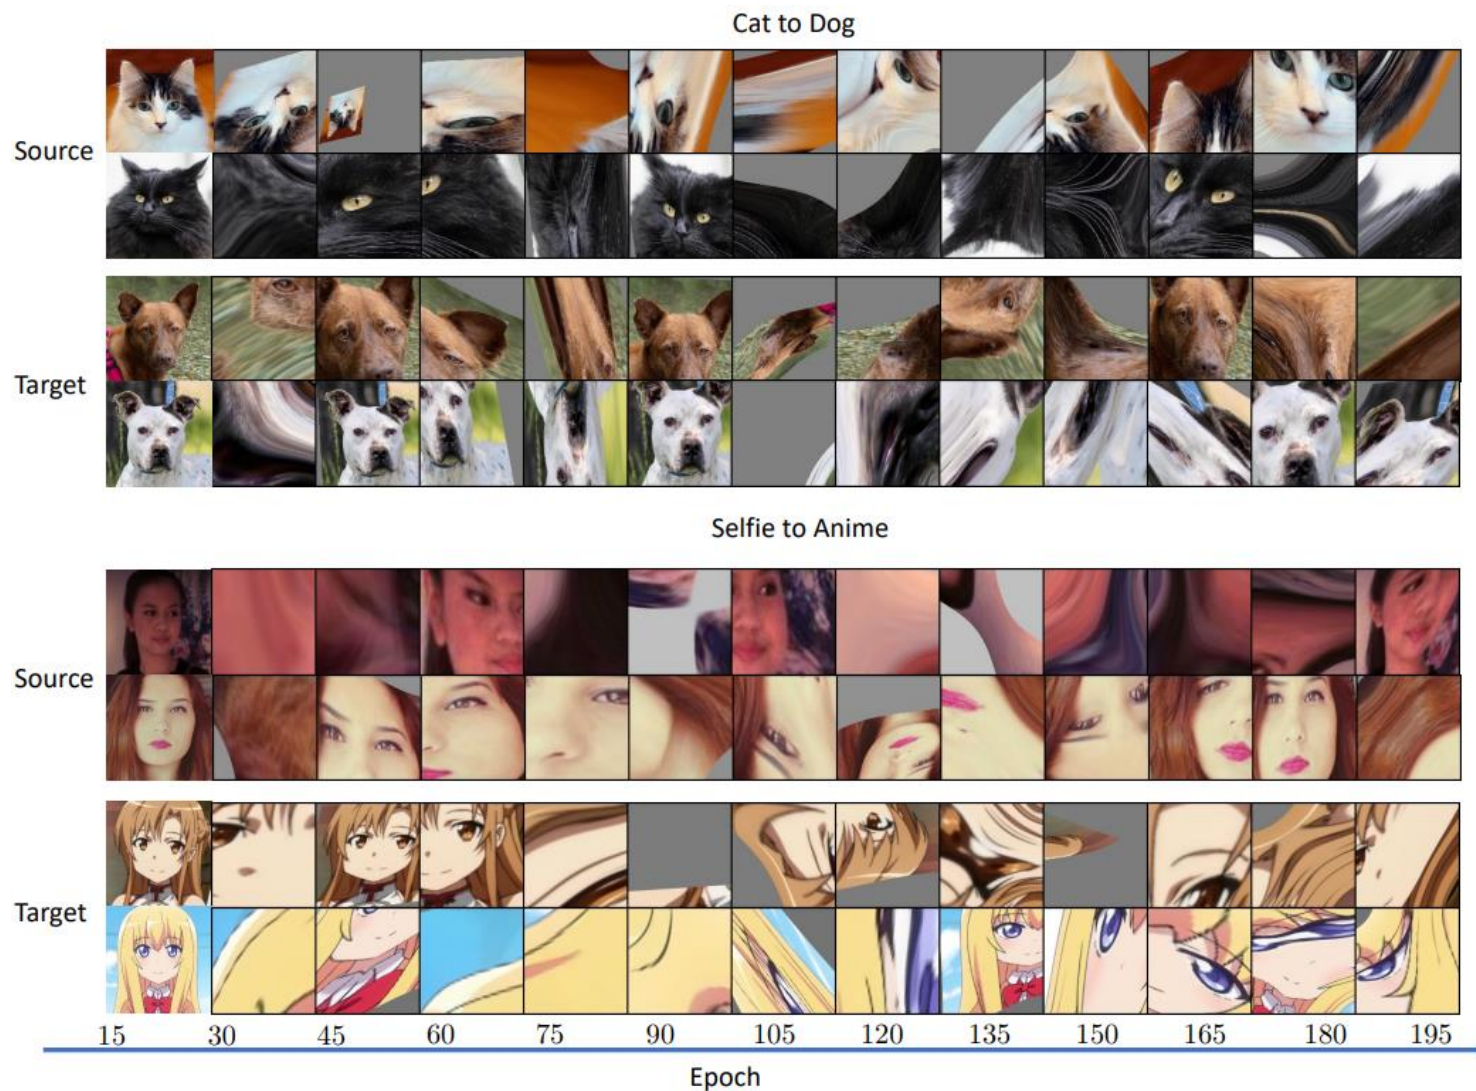 Cat to Dog
Source
Target
Selfie to Anime
Source
Target
15 30 45 60 75 90 105 120 135 150 165 180 195
Epoch